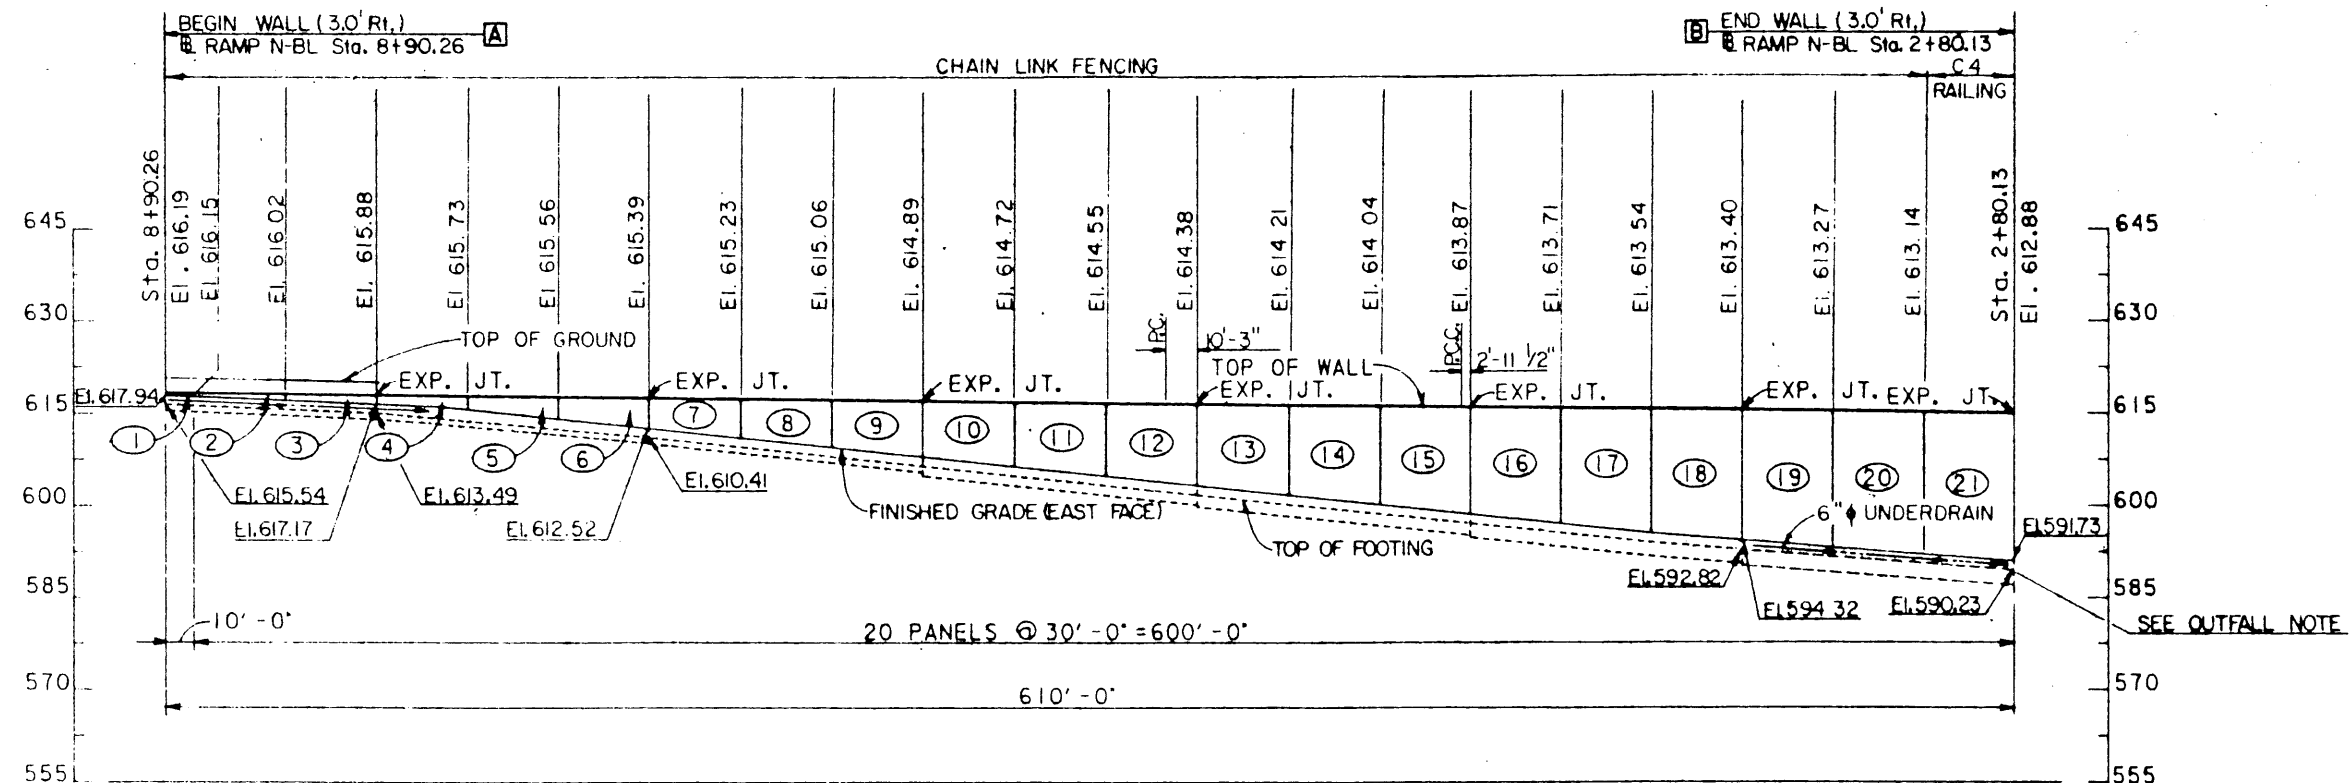 BEGIN WALL (3.0' Rt.)
℄ RAMP N-BL Sta. 8+90.26
A
B
END WALL (3.0' Rt.)
℄ RAMP N-BL Sta. 2+80.13
CHAIN LINK FENCING
C4
RAILING
Sta. 8+90.26
El. 616.19
El. 616.15
El. 616.02
El. 615.88
El. 615.73
El. 615.56
El. 615.39
El. 615.23
El. 615.06
El. 614.89
El. 614.72
El. 614.55
El. 614.38
El. 614.21
El. 614.04
El. 613.87
El. 613.71
El. 613.54
El. 613.40
El. 613.27
El. 613.14
Sta. 2+80.13
El. 612.88
645
630
615
600
585
570
555
645
630
615
600
585
570
555
TOP OF GROUND
P.C.
10'-3"
P.C.C.
2'-11 1/2"
TOP OF WALL
El.617.94
EXP. JT.
EXP. JT.
EXP. JT.
EXP. JT.
EXP. JT.
EXP. JT.
EXP. JT.
1
2
3
4
5
6
7
8
9
10
11
12
13
14
15
16
17
18
19
20
21
El.615.54
El.617.17
El.613.49
El.612.52
El.610.41
FINISHED GRADE (EAST FACE)
TOP OF FOOTING
6"ϕ UNDERDRAIN
El.591.73
El.592.82
El.594.32
El.590.23
SEE OUTFALL NOTE
10'-0"
20 PANELS @ 30'-0" = 600'-0"
610'-0"